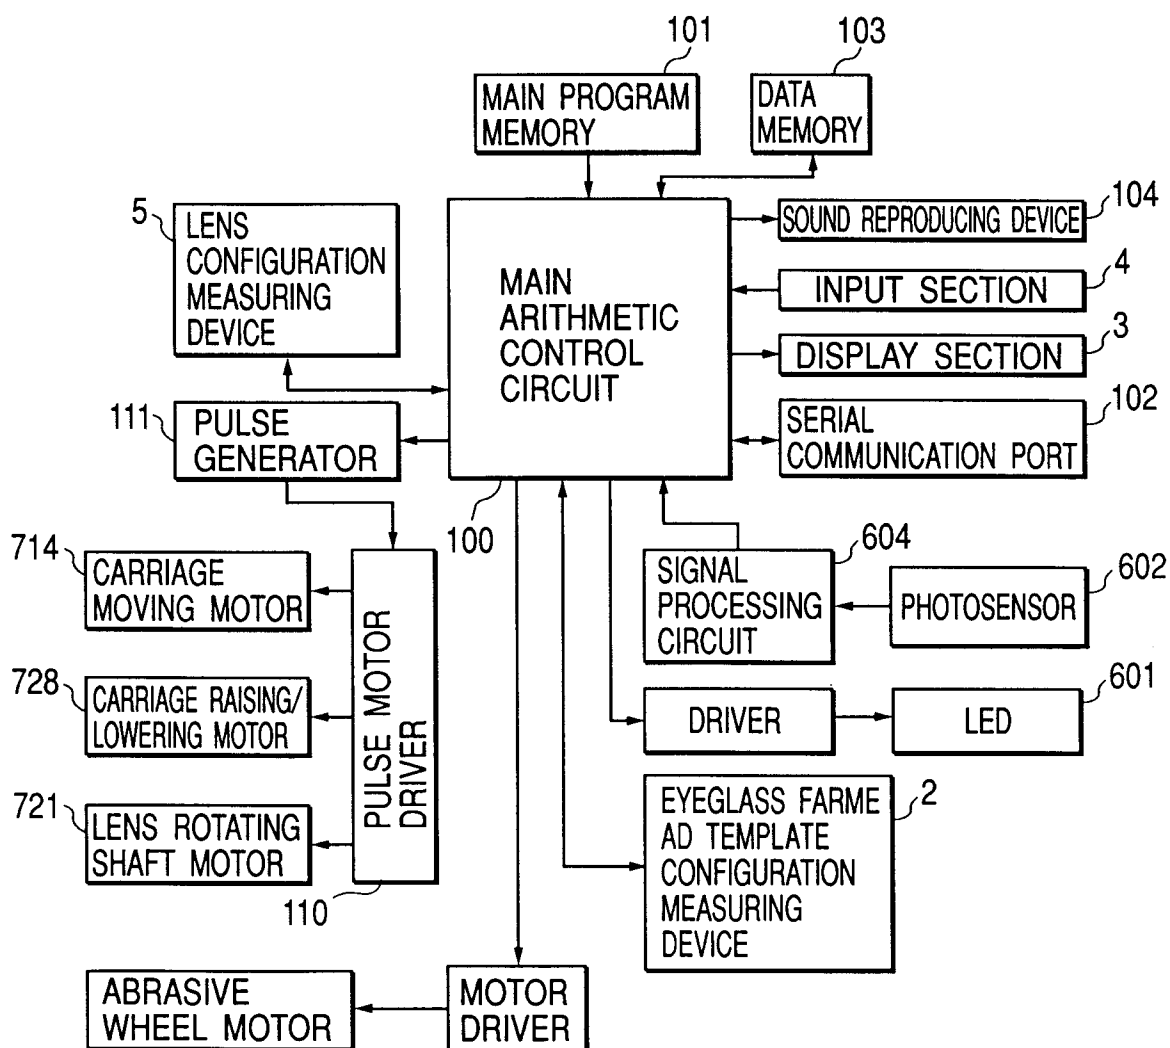 101
103
MAIN PROGRAM
MEMORY
DATA
MEMORY
5
LENS
CONFIGURATION
MEASURING
DEVICE
MAIN
ARITHMETIC
CONTROL
CIRCUIT
SOUND REPRODUCING DEVICE
104
INPUT SECTION
4
DISPLAY SECTION
3
SERIAL
COMMUNICATION PORT
102
111
PULSE
GENERATOR
100
714
CARRIAGE
MOVING MOTOR
728
CARRIAGE RAISING/
LOWERING MOTOR
721
LENS ROTATING
SHAFT MOTOR
PULSE MOTOR
DRIVER
110
SIGNAL
PROCESSING
CIRCUIT
604
PHOTOSENSOR
602
DRIVER
LED
601
EYEGLASS FARME
AD TEMPLATE
CONFIGURATION
MEASURING
DEVICE
2
ABRASIVE
WHEEL MOTOR
MOTOR
DRIVER